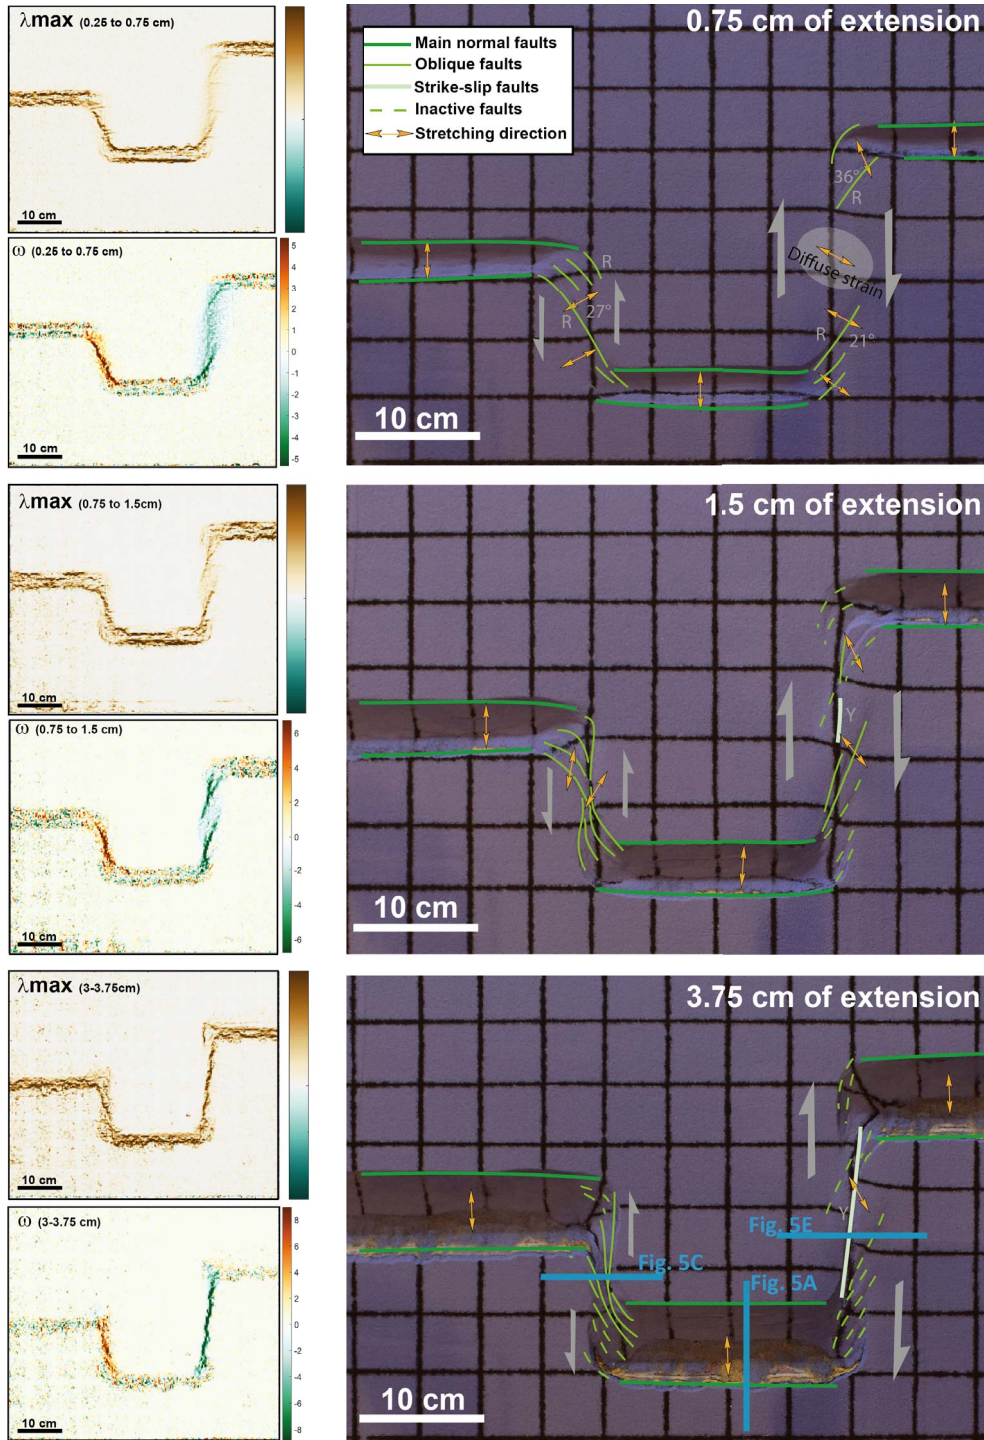 λmax (0.25 to 0.75 cm)
10 cm
ω (0.25 to 0.75 cm)
5
4
3
2
1
0
-1
-2
-3
-4
-5
10 cm
0.75 cm of extension
Main normal faults
Oblique faults
Strike-slip faults
Inactive faults
Stretching direction
36°
R
Diffuse strain
R
R
27°
R
21°
10 cm
λmax (0.75 to 1.5cm)
10 cm
ω (0.75 to 1.5 cm)
6
4
2
0
-2
-4
-6
10 cm
1.5 cm of extension
Y
10 cm
λmax (3-3.75cm)
10 cm
ω (3-3.75 cm)
8
6
4
2
0
-2
-4
-6
-8
10 cm
3.75 cm of extension
Y
Fig. 5E
Fig. 5C
Fig. 5A
10 cm